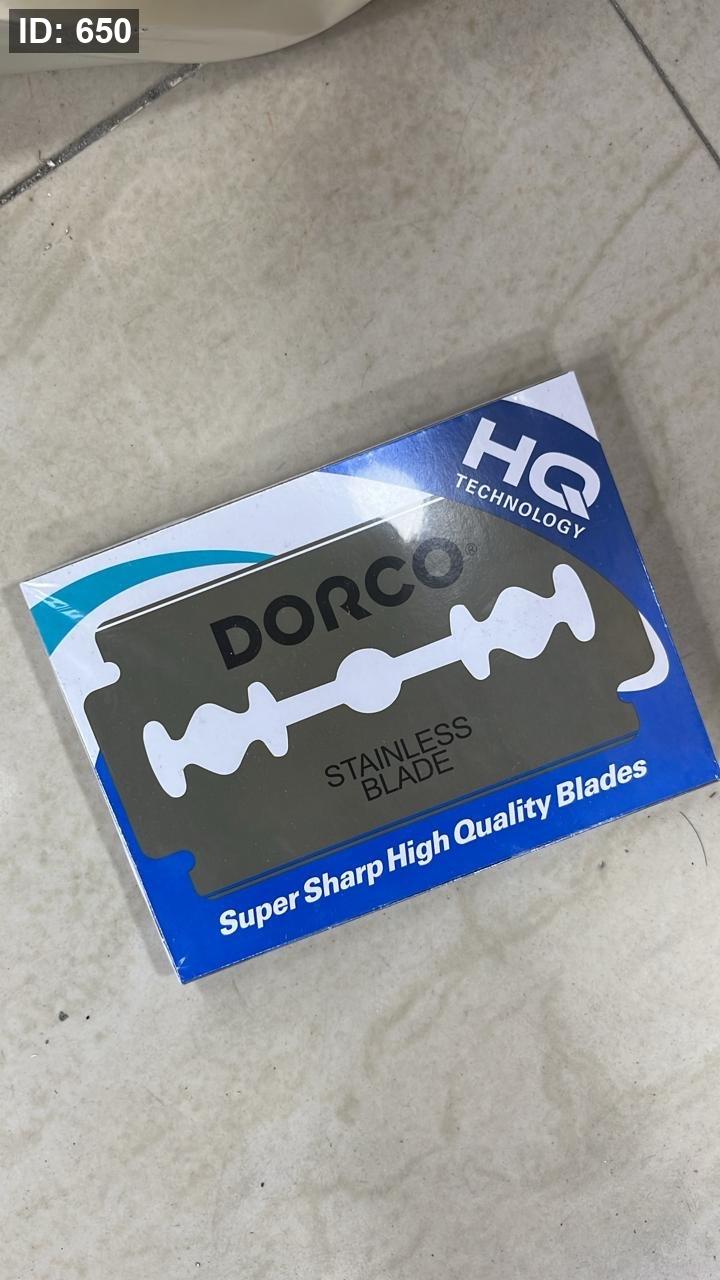 ID: 650
HQ
TECHNOLOGY
DORCO®
STAINLESS
BLADE
Super Sharp High Quality Blades